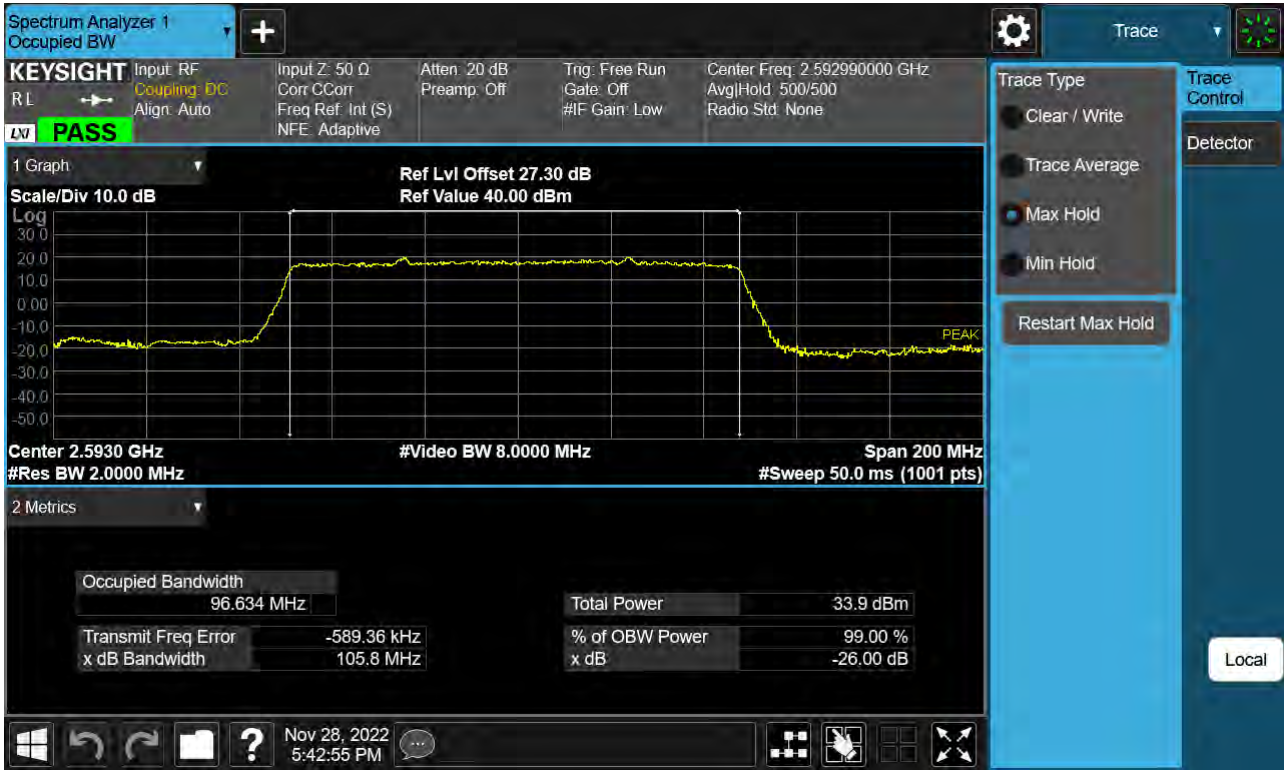 Spectrum Analyzer 1
Occupied BW
Trace
KEYSIGHT
RL
LXI
PASS
Input: RF
Coupling: DC
Align: Auto
Input Z: 50 Ω
Corr CCorr
Freq Ref: Int (S)
NFE: Adaptive
Atten: 20 dB
Preamp: Off
Trig: Free Run
Gate: Off
#IF Gain: Low
Center Freq: 2.592990000 GHz
Avg|Hold: 500/500
Radio Std: None
1 Graph
Scale/Div 10.0 dB
Ref Lvl Offset 27.30 dB
Ref Value 40.00 dBm
Log
30.0
20.0
10.0
0.00
-10.0
-20.0
-30.0
-40.0
-50.0
PEAK
Center 2.5930 GHz
#Res BW 2.0000 MHz
#Video BW 8.0000 MHz
Span 200 MHz
#Sweep 50.0 ms (1001 pts)
2 Metrics
Occupied Bandwidth
96.634 MHz
Transmit Freq Error -589.36 kHz
x dB Bandwidth 105.8 MHz
Total Power 33.9 dBm
% of OBW Power 99.00 %
x dB -26.00 dB
Trace Type
Clear / Write
Trace Average
Max Hold
Min Hold
Restart Max Hold
Trace
Control
Detector
Local
Nov 28, 2022
5:42:55 PM